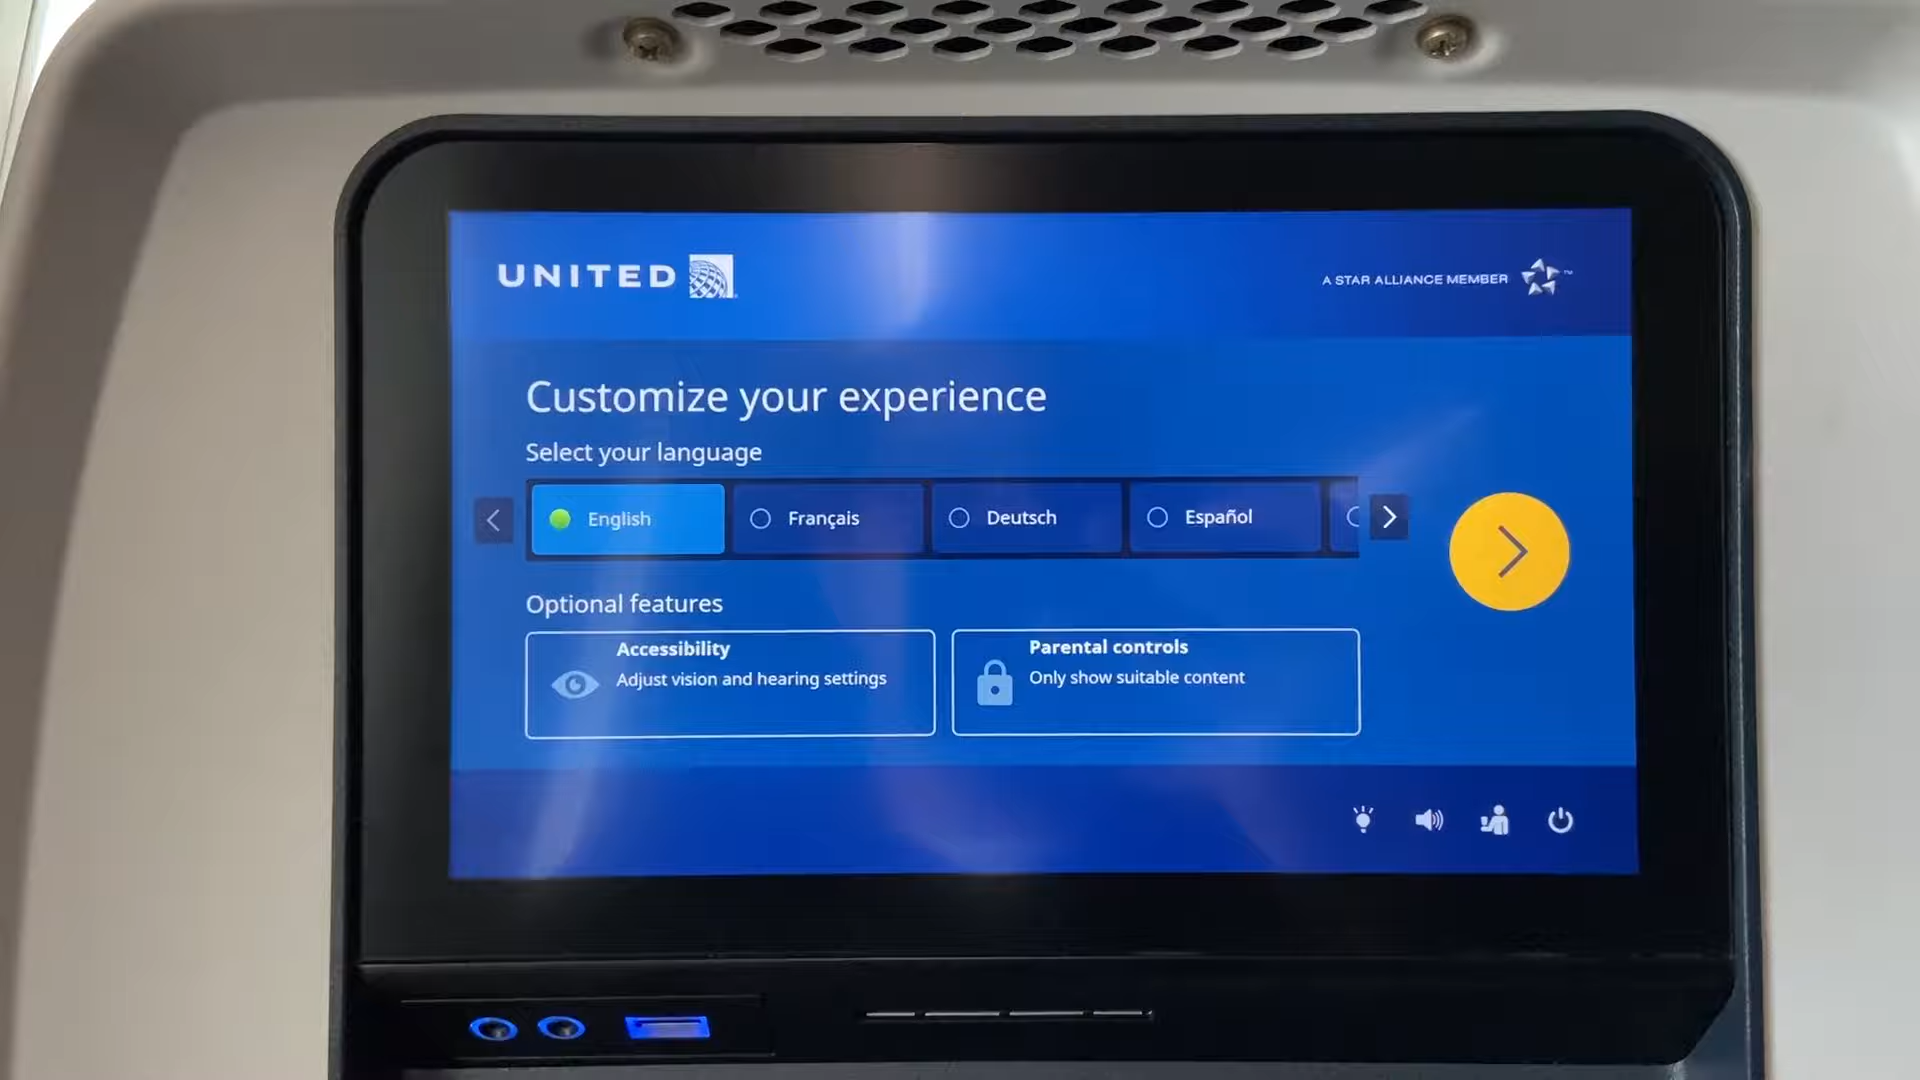 UNITED
A STAR ALLIANCE MEMBER ™
Customize your experience
Select your language
English
Français
Deutsch
Español
Optional features
Accessibility
Adjust vision and hearing settings
Parental controls
Only show suitable content